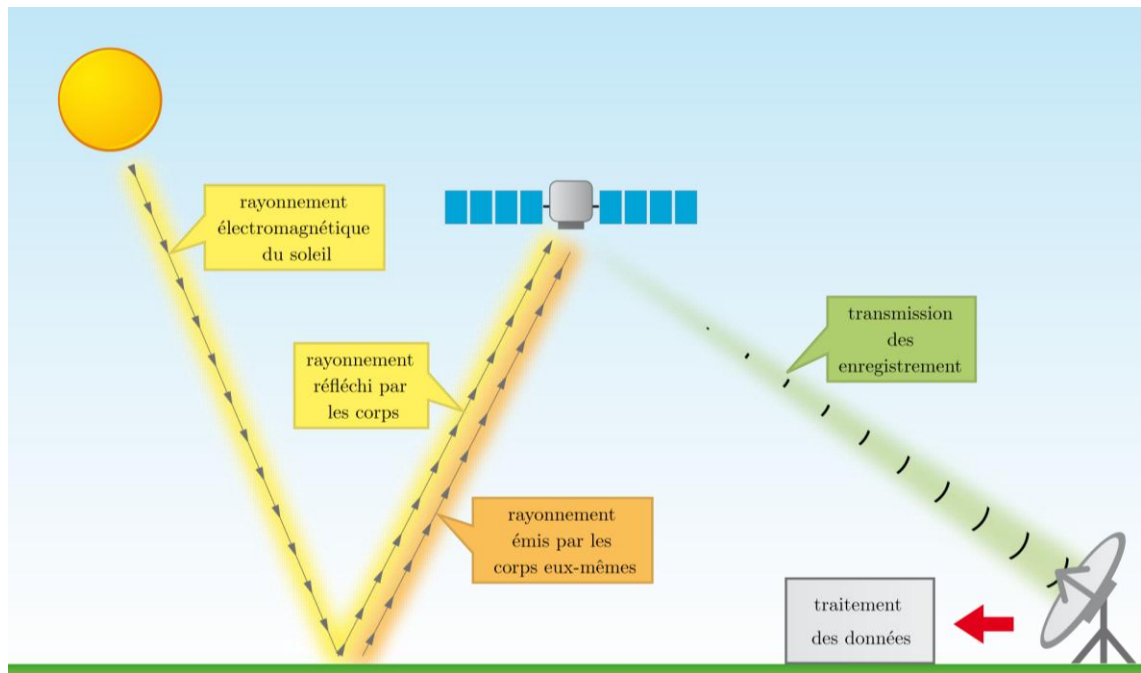 rayonnement
électromagnétique
du soleil
rayonnement
réfléchi par
les corps
rayonnement
émis par les
corps eux-mêmes
transmission
des
enregistrement
traitement
des données